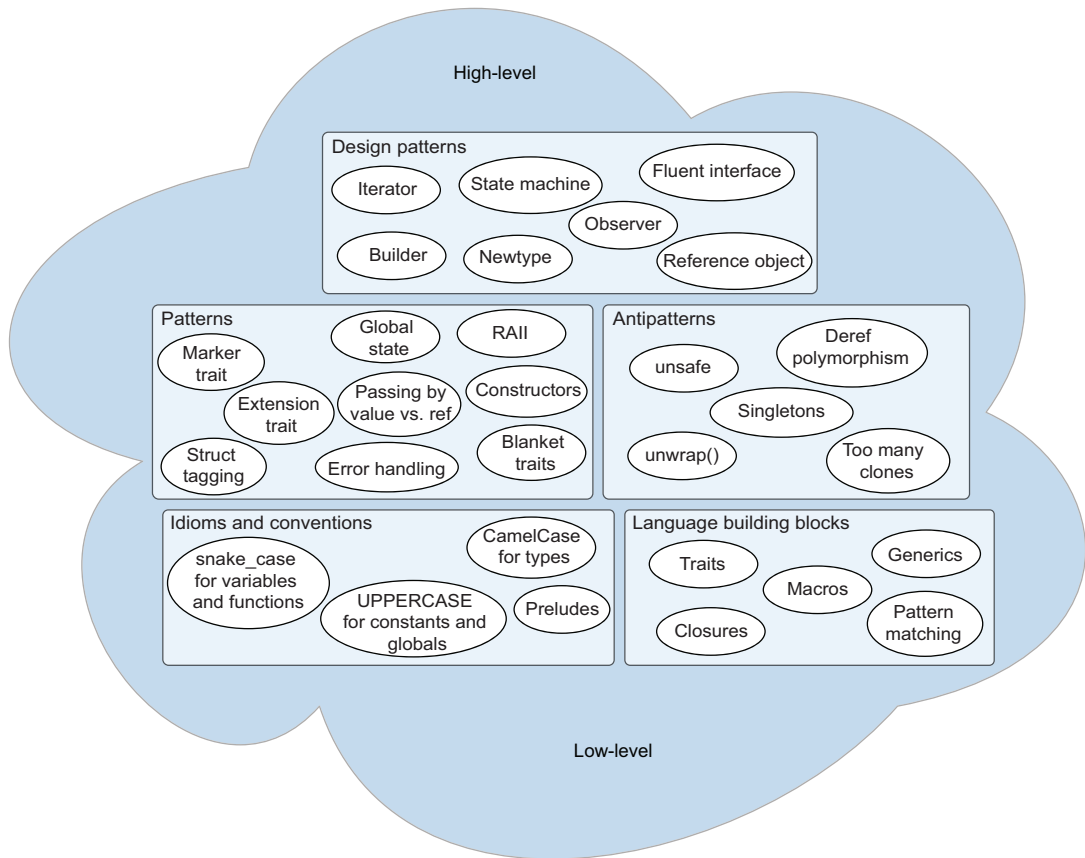 High-level
Design patterns
Iterator
State machine
Fluent interface
Observer
Builder
Newtype
Reference object
Patterns
Marker
trait
Global
state
RAII
Extension
trait
Passing by
value vs. ref
Constructors
Struct
tagging
Error handling
Blanket
traits
Antipatterns
unsafe
Deref
polymorphism
Singletons
unwrap()
Too many
clones
Idioms and conventions
snake_case
for variables
and functions
CamelCase
for types
UPPERCASE
for constants and
globals
Preludes
Language building blocks
Traits
Generics
Macros
Closures
Pattern
matching
Low-level